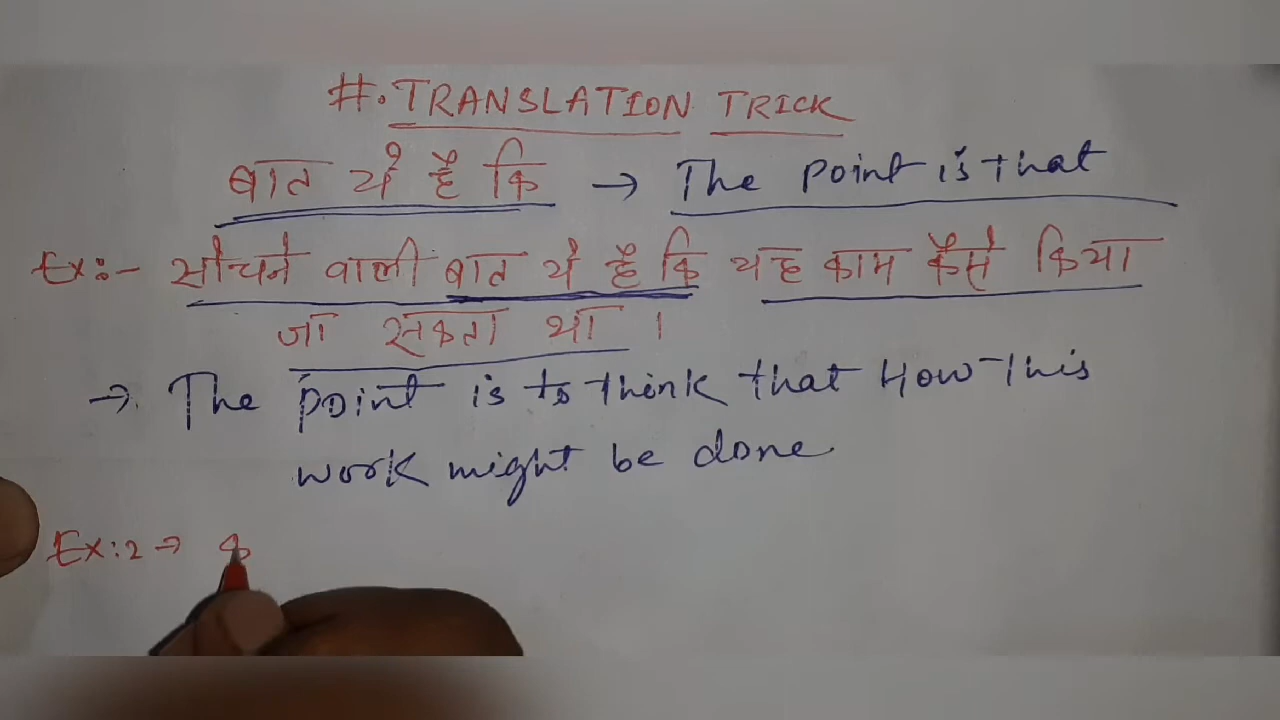 #. TRANSLATION TRICK
बात ये है कि → The point is that
Ex:- सोचने वाली बात ये है कि यह काम कैसे किया
जा सकता था ।
→ The point is to think that How This
work might be done
Ex:2 →